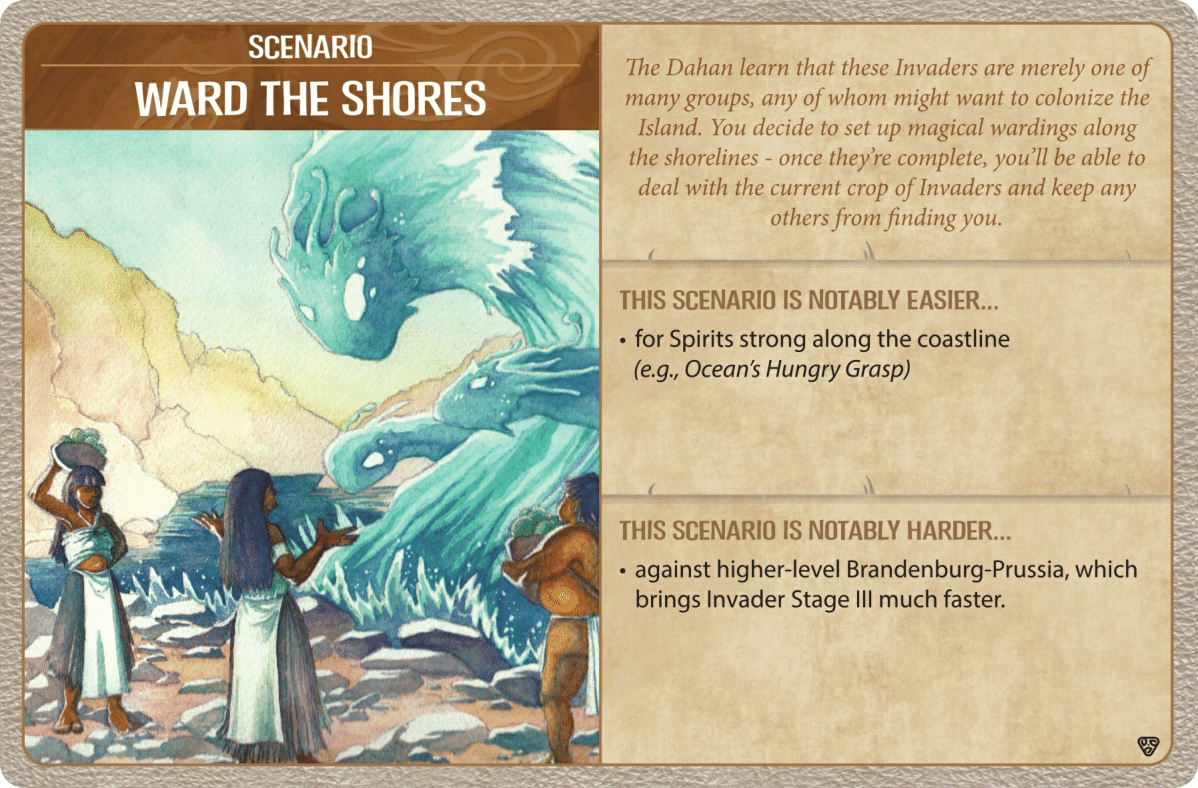 SCENARIO
WARD THE SHORES
The Dahan learn that these Invaders are merely one of
many groups, any of whom might want to colonize the
Island. You decide to set up magical wardings along
the shorelines - once they're complete, you'll be able to
deal with the current crop of Invaders and keep any
others from finding you.
THIS SCENARIO IS NOTABLY EASIER...
• for Spirits strong along the coastline
(e.g., Ocean's Hungry Grasp)
THIS SCENARIO IS NOTABLY HARDER...
• against higher-level Brandenburg-Prussia, which
brings Invader Stage III much faster.